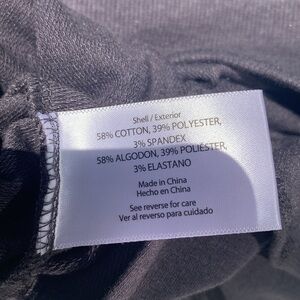 Shell / Exterior
58% COTTON, 39% POLYESTER,
3% SPANDEX
58% ALGODON, 39% POLIÉSTER,
3% ELASTANO
Made in China
Hecho en China
See reverse for care
Ver al reverso para cuidado